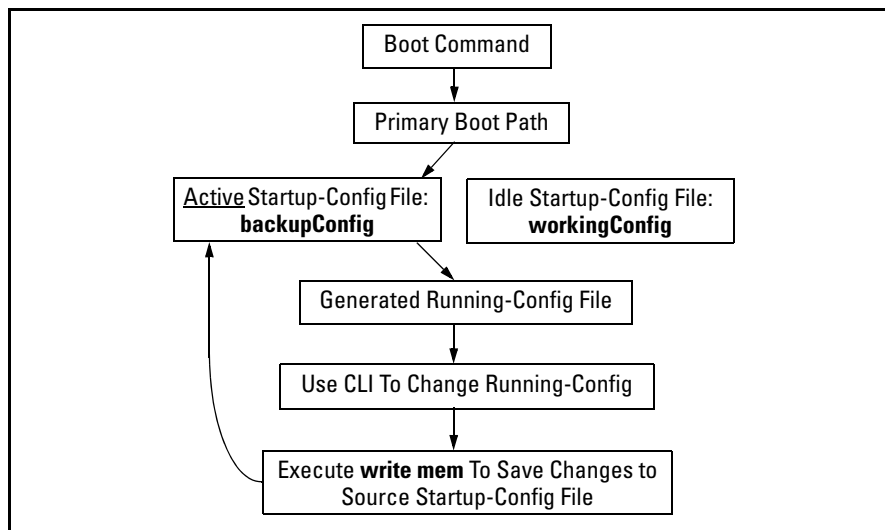 Boot Command
Primary Boot Path
Active Startup-Config File:
backupConfig
Idle Startup-Config File:
workingConfig
Generated Running-Config File
Use CLI To Change Running-Config
Execute write mem To Save Changes to
Source Startup-Config File